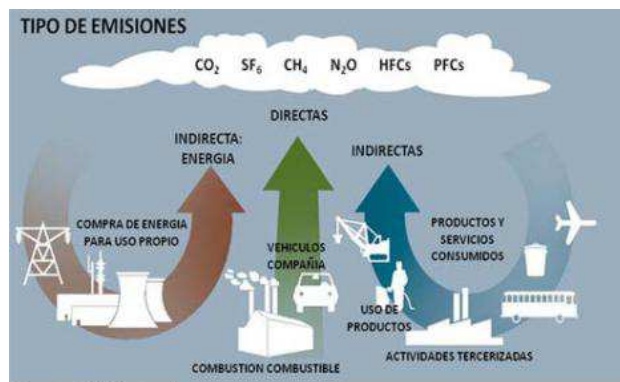 TIPO DE EMISIONES
CO₂ SF₆ CH₄ N₂O HFCs PFCs
DIRECTAS
INDIRECTA:
ENERGIA
INDIRECTAS
COMPRA DE ENERGIA
PARA USO PROPIO
VEHICULOS
COMPAÑIA
PRODUCTOS Y
SERVICIOS
CONSUMIDOS
USO DE
PRODUCTOS
COMBUSTION COMBUSTIBLE
ACTIVIDADES TERCERIZADAS